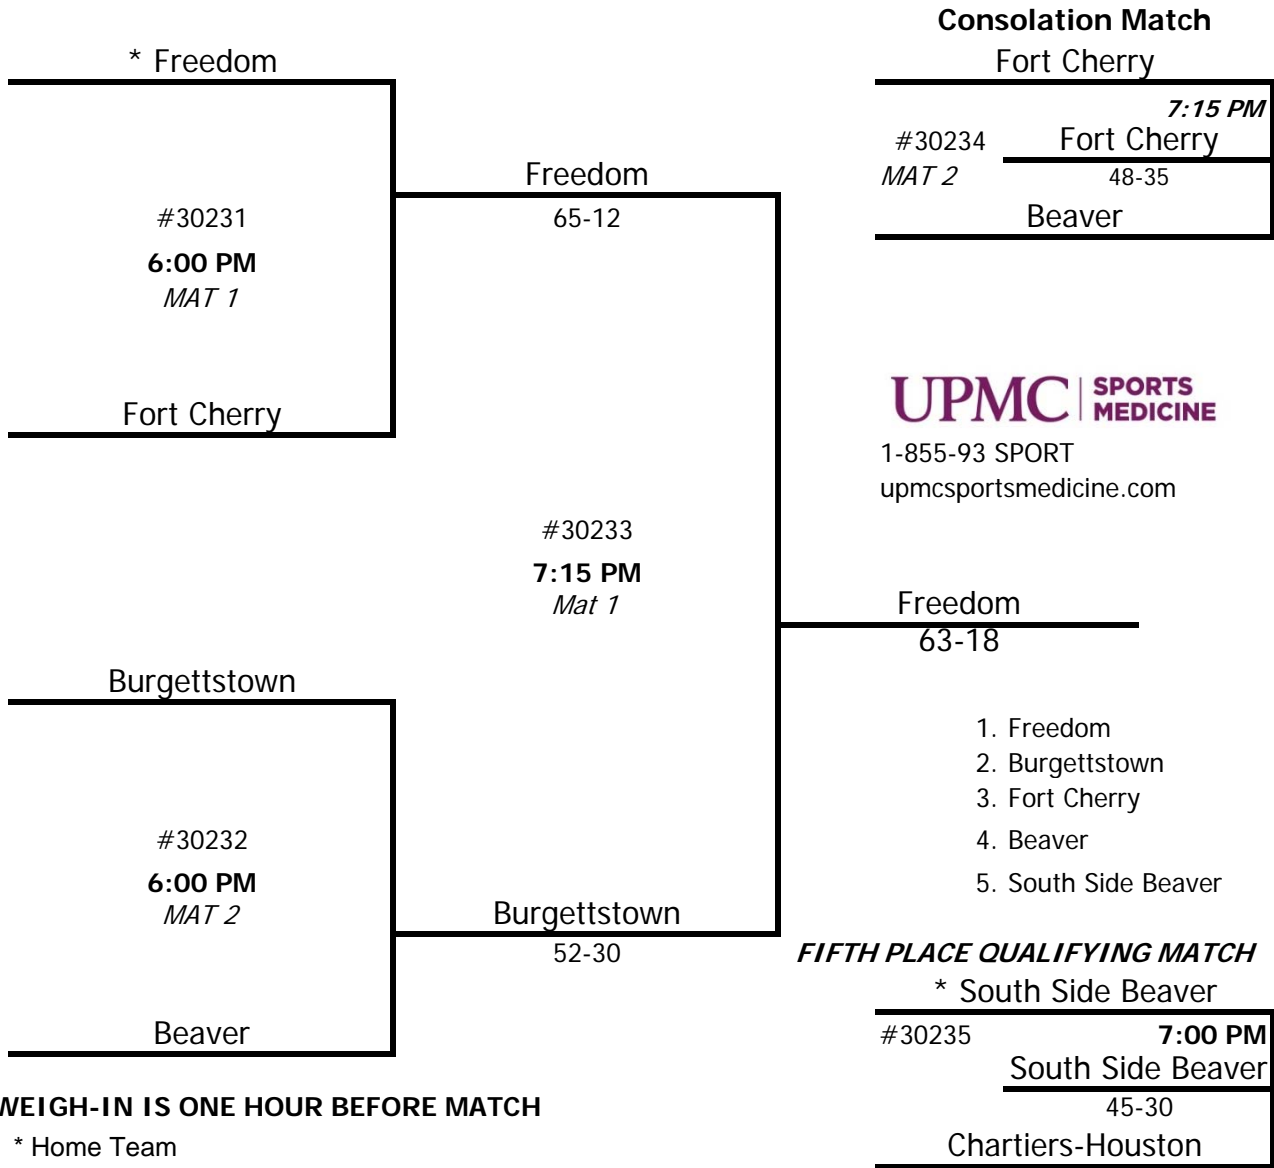 * Freedom
#30231
6:00 PM
MAT 1
Fort Cherry
Freedom
65-12
#30233
7:15 PM
Mat 1
Burgettstown
#30232
6:00 PM
MAT 2
Beaver
Burgettstown
52-30
WEIGH-IN IS ONE HOUR BEFORE MATCH
* Home Team
Consolation Match
Fort Cherry
7:15 PM
#30234 Fort Cherry
MAT 2 48-35
Beaver
UPMC | SPORTS MEDICINE
1-855-93 SPORT
upmcsportsmedicine.com
Freedom
63-18
1. Freedom
2. Burgettstown
3. Fort Cherry
4. Beaver
5. South Side Beaver
FIFTH PLACE QUALIFYING MATCH
* South Side Beaver
#30235 7:00 PM
South Side Beaver
45-30
Chartiers-Houston